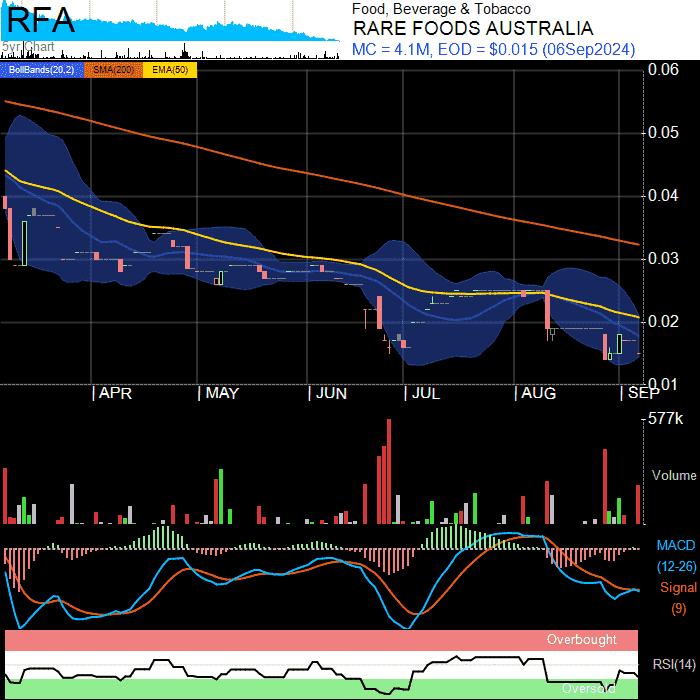 RFA
Food, Beverage & Tobacco
RARE FOODS AUSTRALIA
5yr Chart
MC = 4.1M, EOD = $0.015 (06Sep2024)
BollBands(20,2) SMA(200) EMA(50)
0.06
0.05
0.04
0.03
0.02
0.01
APR MAY JUN JUL AUG SEP
577k
Volume
MACD
(12-26)
Signal
(9)
Overbought
RSI(14)
Oversold